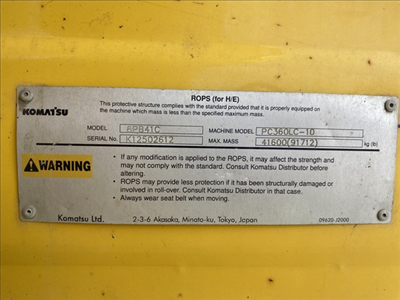 ROPS (for H/E)
This protective structure complies with the standard provided that it is properly equipped on
the machine which mass is less than the specified maximum mass.
KOMATSU
MODEL APB41C MACHINE MODEL PC360LC-10
SERIAL No. K12502612 MAX. MASS 41600(91712) kg (lb)
WARNING
• If any modification is applied to the ROPS, it may affect the strength and
may not comply with the standard. Consult Komatsu Distributor before
altering.
• ROPS may provide less protection if it has been structurally damaged or
involved in roll-over. Consult Komatsu Distributor in that case.
• Always wear seat belt when moving.
Komatsu Ltd. 2-3-6 Akasaka, Minato-ku, Tokyo, Japan 09620-J2000